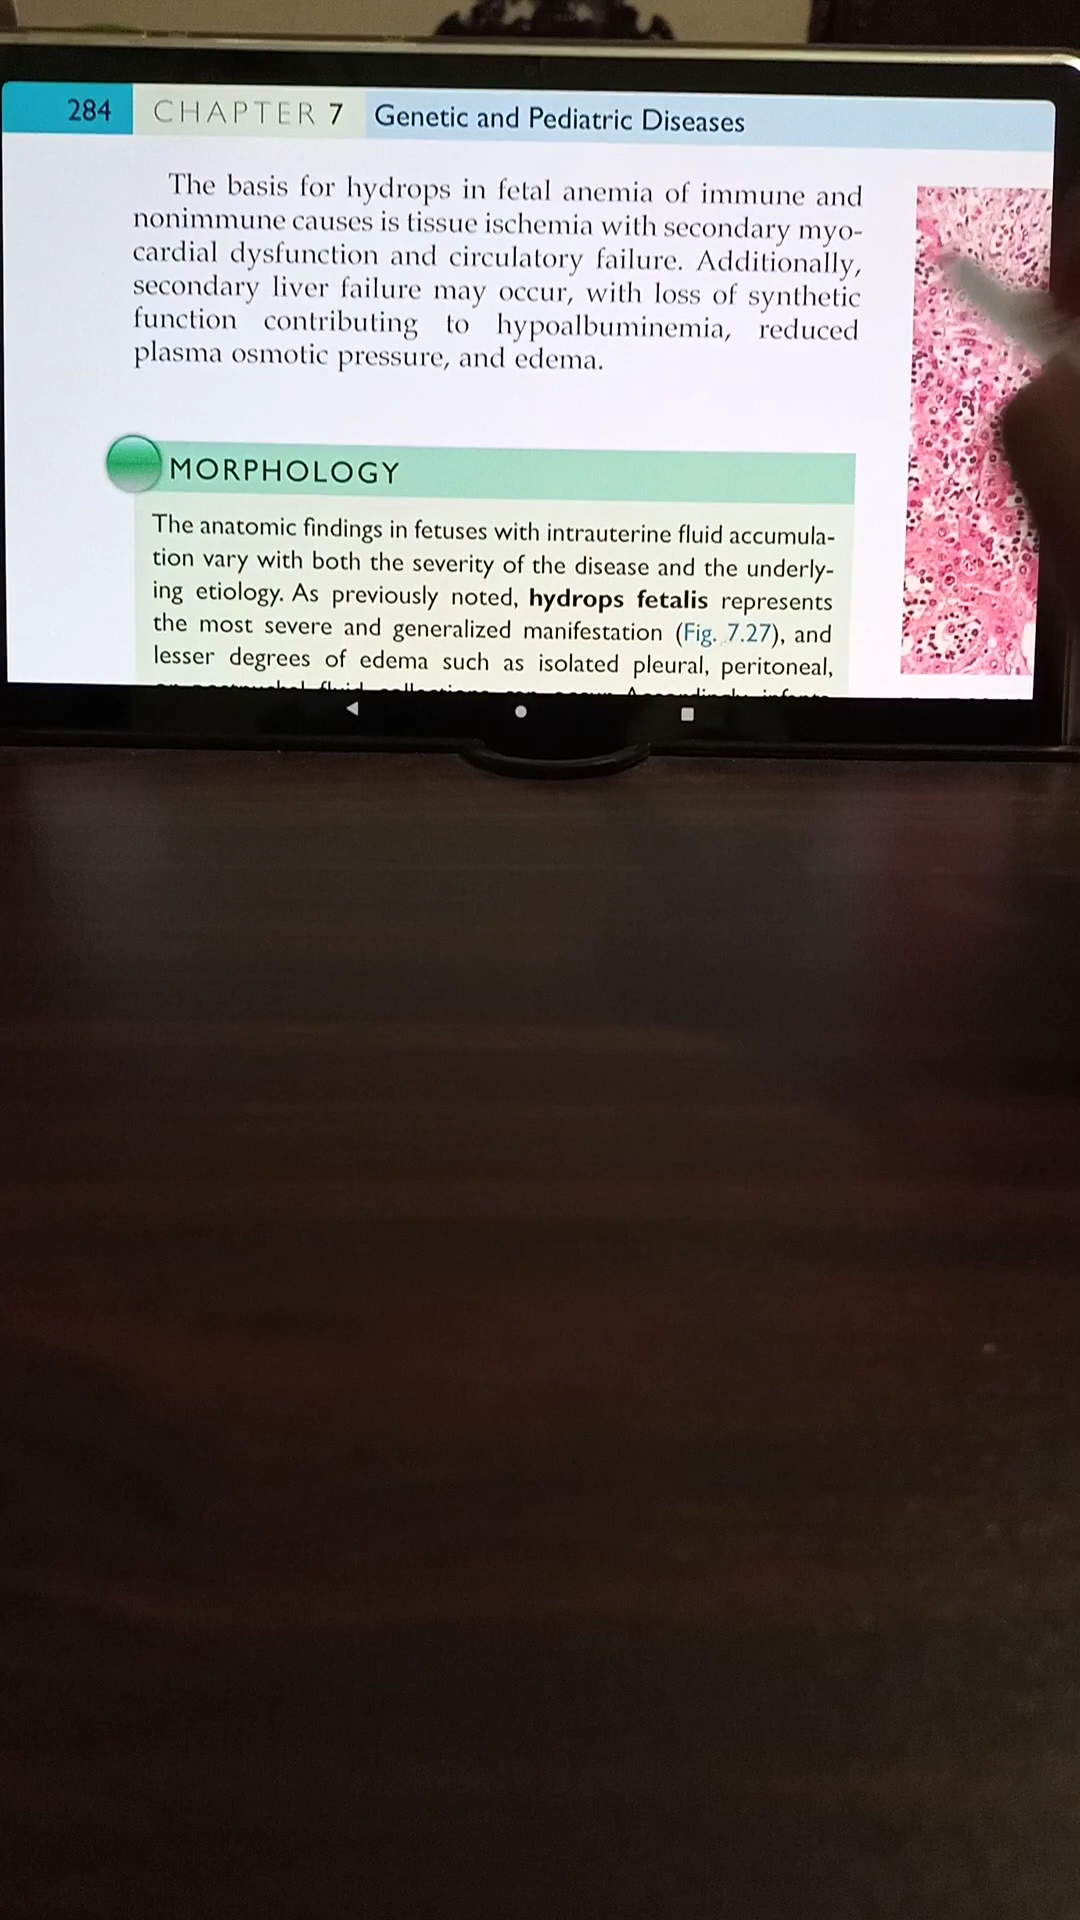 284 CHAPTER 7 Genetic and Pediatric Diseases
The basis for hydrops in fetal anemia of immune and
nonimmune causes is tissue ischemia with secondary myo-
cardial dysfunction and circulatory failure. Additionally,
secondary liver failure may occur, with loss of synthetic
function contributing to hypoalbuminemia, reduced
plasma osmotic pressure, and edema.
MORPHOLOGY
The anatomic findings in fetuses with intrauterine fluid accumula-
tion vary with both the severity of the disease and the underly-
ing etiology. As previously noted, hydrops fetalis represents
the most severe and generalized manifestation (Fig. 7.27), and
lesser degrees of edema such as isolated pleural, peritoneal,